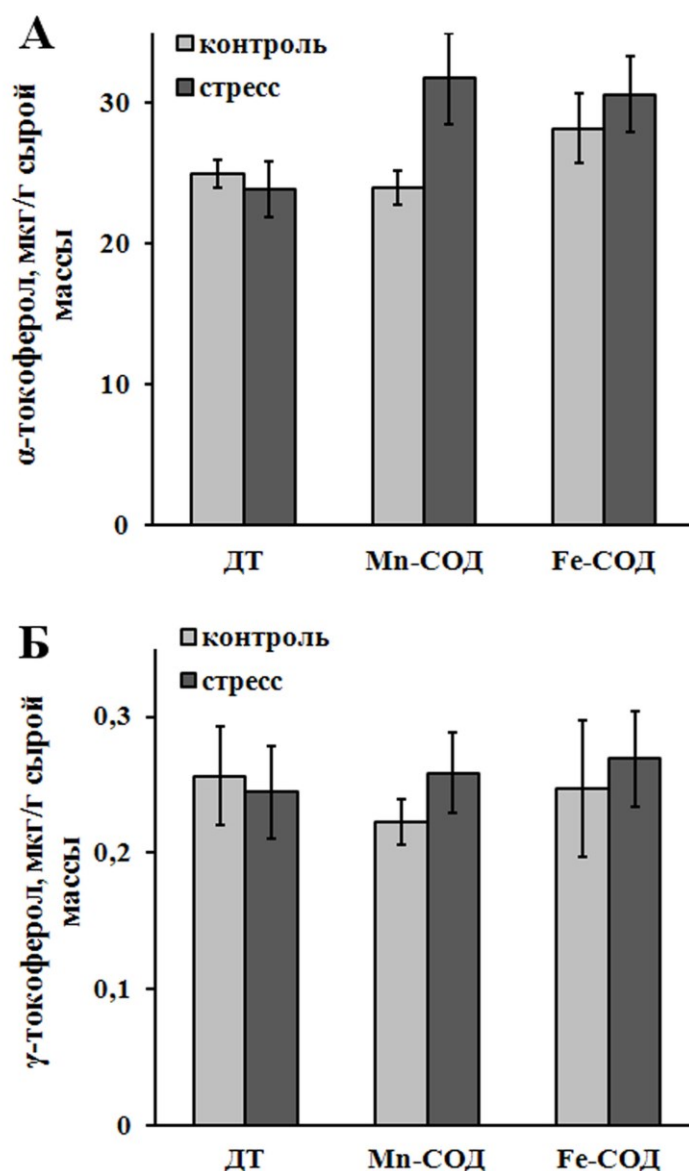 А
контроль
стресс
α-токоферол, мкг/г сырой
массы
30
20
10
0
ДТ Mn-СОД Fe-СОД
Б
контроль
стресс
γ-токоферол, мкг/г сырой
массы
0,3
0,2
0,1
0
ДТ Mn-СОД Fe-СОД